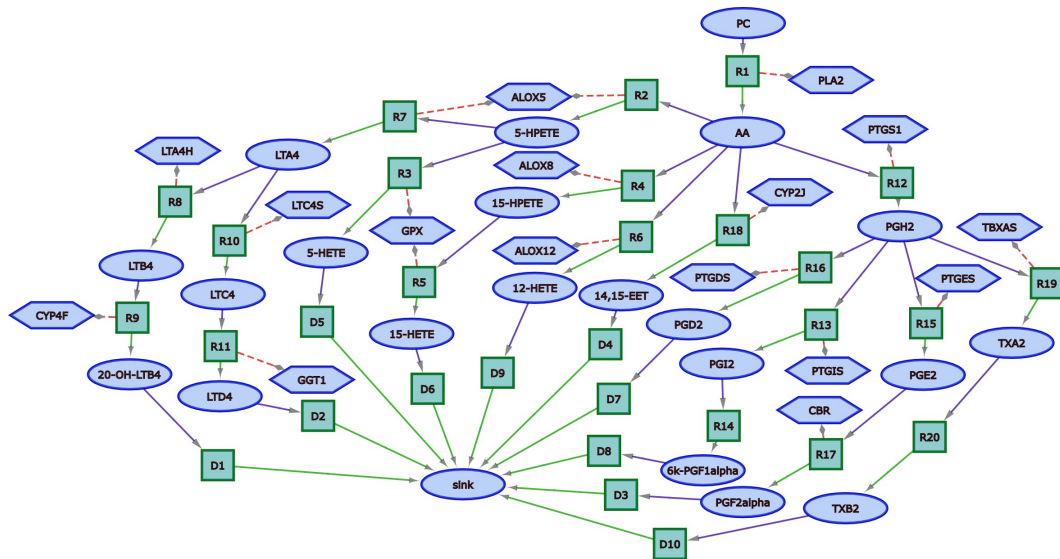 PC
R1
PLA2
ALOX5
R2
R7
5-HPETE
AA
PTGS1
LTA4H
LTA4
ALOX8
R3
R4
R12
CYP2J
R8
LTC4S
15-HPETE
GPX
R18
PGH2
TBXAS
R10
R6
5-HETE
ALOX12
LTB4
R5
R16
PTGDS
PTGES
R19
LTC4
12-HETE
14,15-EET
CYP4F
R9
D5
PGD2
R13
R15
15-HETE
R11
D4
TXA2
20-OH-LTB4
GGT1
D6
D9
PGI2
PTGIS
PGE2
LTD4
D2
D7
CBR
R14
R20
D1
D8
R17
sink
6k-PGF1alpha
D3
PGF2alpha
TXB2
D10